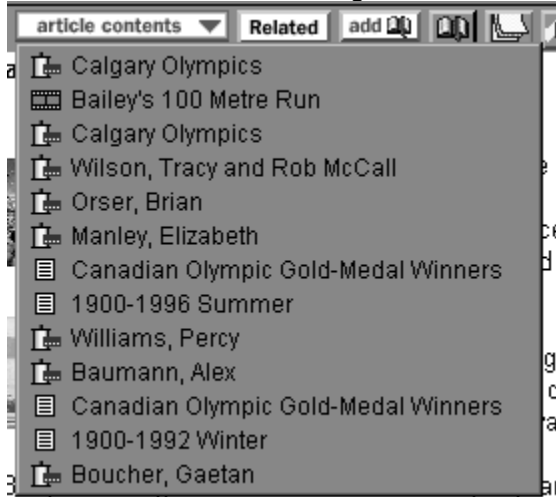 article contents Related add
Calgary Olympics
Bailey's 100 Metre Run
Calgary Olympics
Wilson, Tracy and Rob McCall
Orser, Brian
Manley, Elizabeth
Canadian Olympic Gold-Medal Winners
1900-1996 Summer
Williams, Percy
Baumann, Alex
Canadian Olympic Gold-Medal Winners
1900-1992 Winter
Boucher, Gaetan